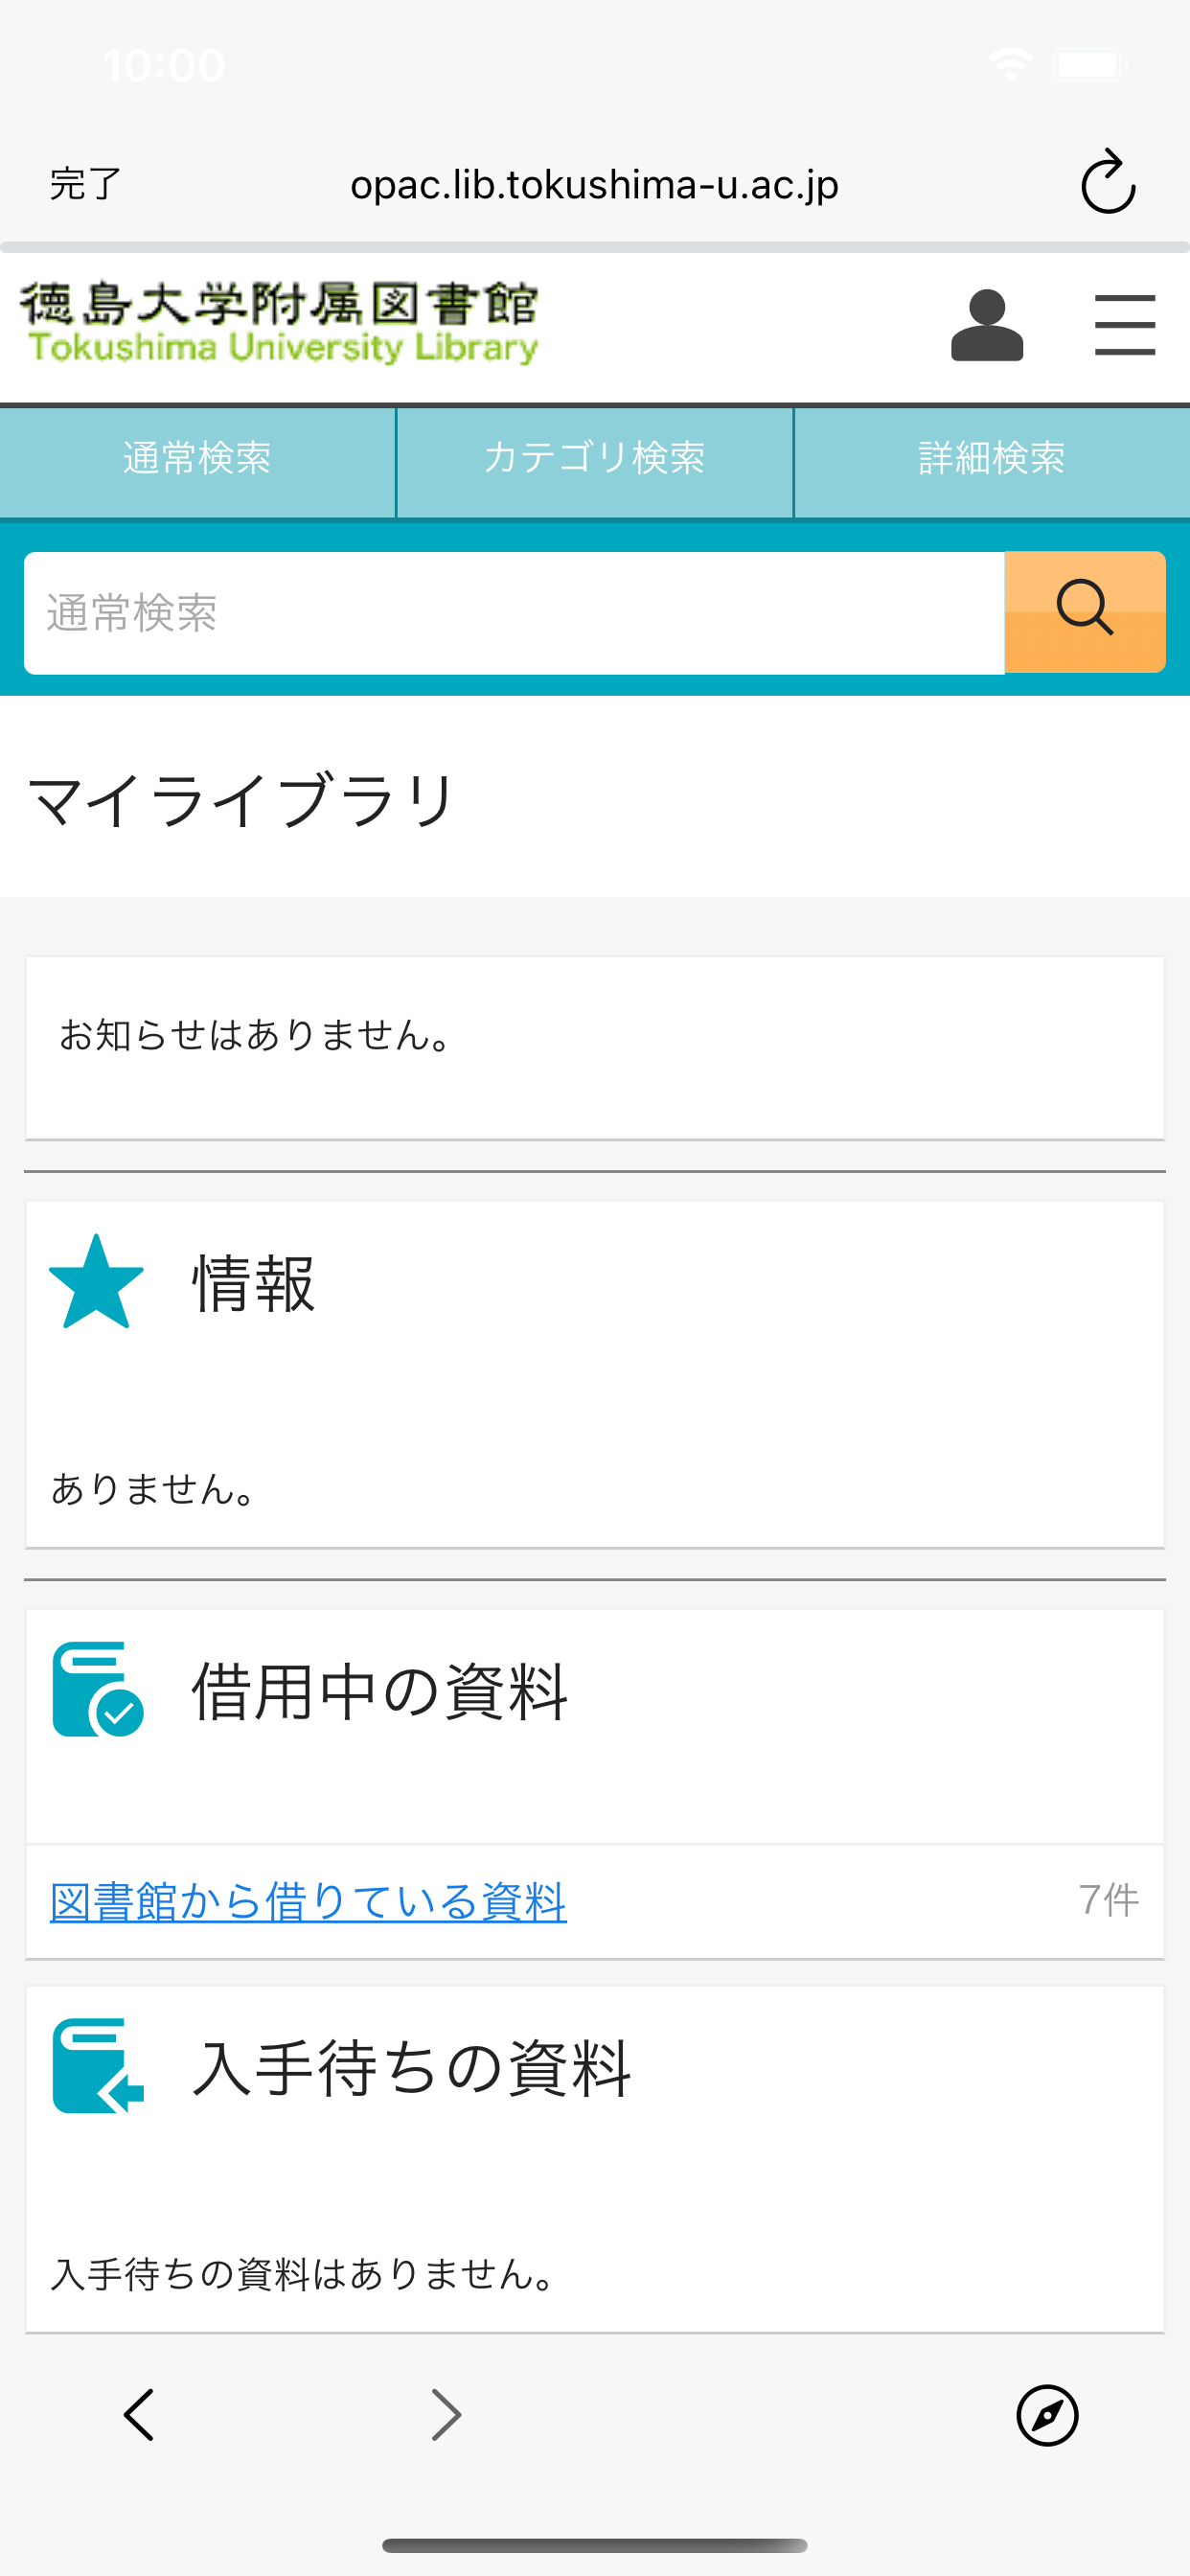 10:00
完了
opac.lib.tokushima-u.ac.jp
徳島大学附属図書館
Tokushima University Library
通常検索
カテゴリ検索
詳細検索
通常検索
マイライブラリ
お知らせはありません。
情報
ありません。
借用中の資料
図書館から借りている資料
7件
入手待ちの資料
入手待ちの資料はありません。